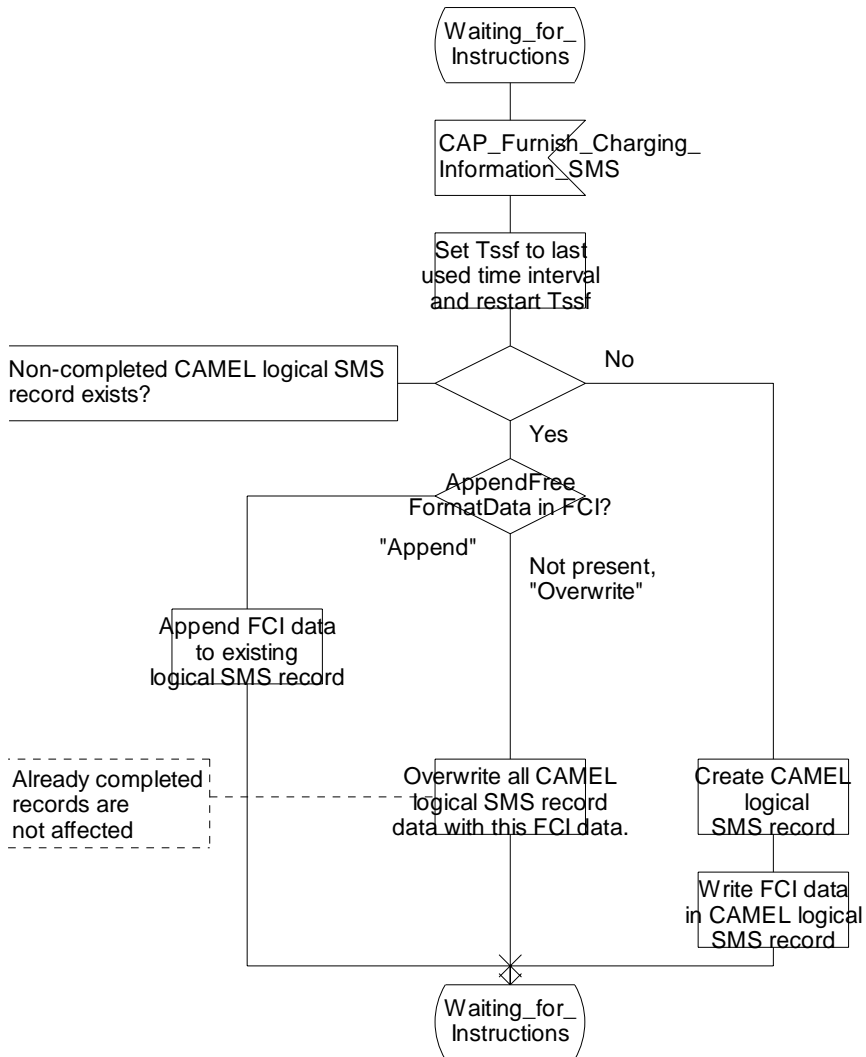 Waiting_for_
Instructions
CAP_Furnish_Charging_
Information_SMS
Set Tssf to last
used time interval
and restart Tssf
Non-completed CAMEL logical SMS
record exists?
No
Yes
AppendFree
FormatData in FCI?
"Append"
Not present,
"Overwrite"
Append FCI data
to existing
logical SMS record
Already completed
records are
not affected
Overwrite all CAMEL
logical SMS record
data with this FCI data.
Create CAMEL
logical
SMS record
Write FCI data
in CAMEL logical
SMS record
Waiting_for_
Instructions